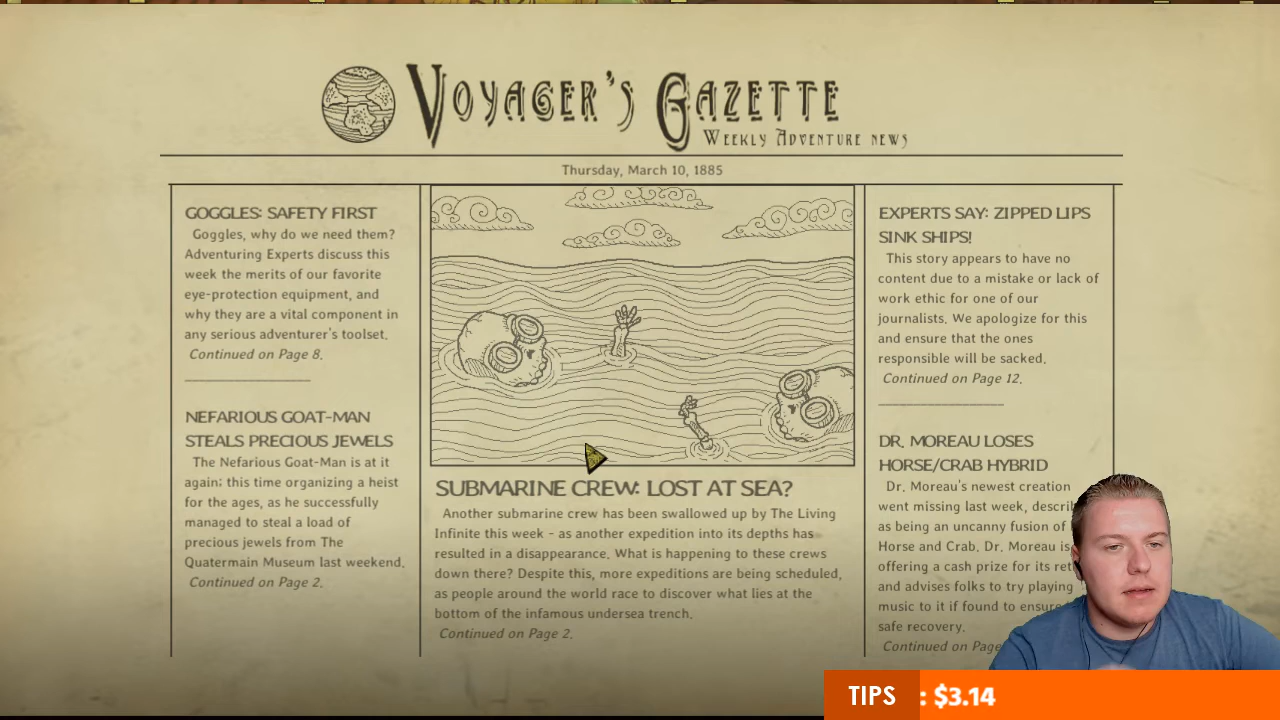 VOYAGER'S GAZETTE
WEEKLY ADVENTURE NEWS
Thursday, March 10, 1885
GOGGLES: SAFETY FIRST
Goggles, why do we need them?
Adventuring Experts discuss this
week the merits of our favorite
eye-protection equipment, and
why they are a vital component in
any serious adventurer's toolset.
Continued on Page 8.
NEFARIOUS GOAT-MAN
STEALS PRECIOUS JEWELS
The Nefarious Goat-Man is at it
again; this time organizing a heist
for the ages, as he successfully
managed to steal a load of
precious jewels from The
Quatermain Museum last weekend.
Continued on Page 2.
SUBMARINE CREW: LOST AT SEA?
Another submarine crew has been swallowed up by The Living
Infinite this week - as another expedition into its depths has
resulted in a disappearance. What is happening to these crews
down there? Despite this, more expeditions are being scheduled,
as people around the world race to discover what lies at the
bottom of the infamous undersea trench.
Continued on Page 2.
EXPERTS SAY: ZIPPED LIPS
SINK SHIPS!
This story appears to have no
content due to a mistake or lack of
work ethic for one of our
journalists. We apologize for this
and ensure that the ones
responsible will be sacked.
Continued on Page 12.
DR. MOREAU LOSES
HORSE/CRAB HYBRID
Dr. Moreau's newest creation
went missing last week,
as being an uncanny fusion of
Horse and Crab. Dr. Moreau is
offering a cash prize for its
and advises folks to try playing
music to it if found to ensure
safe recovery.
Continued on Page
TIPS : $3.14